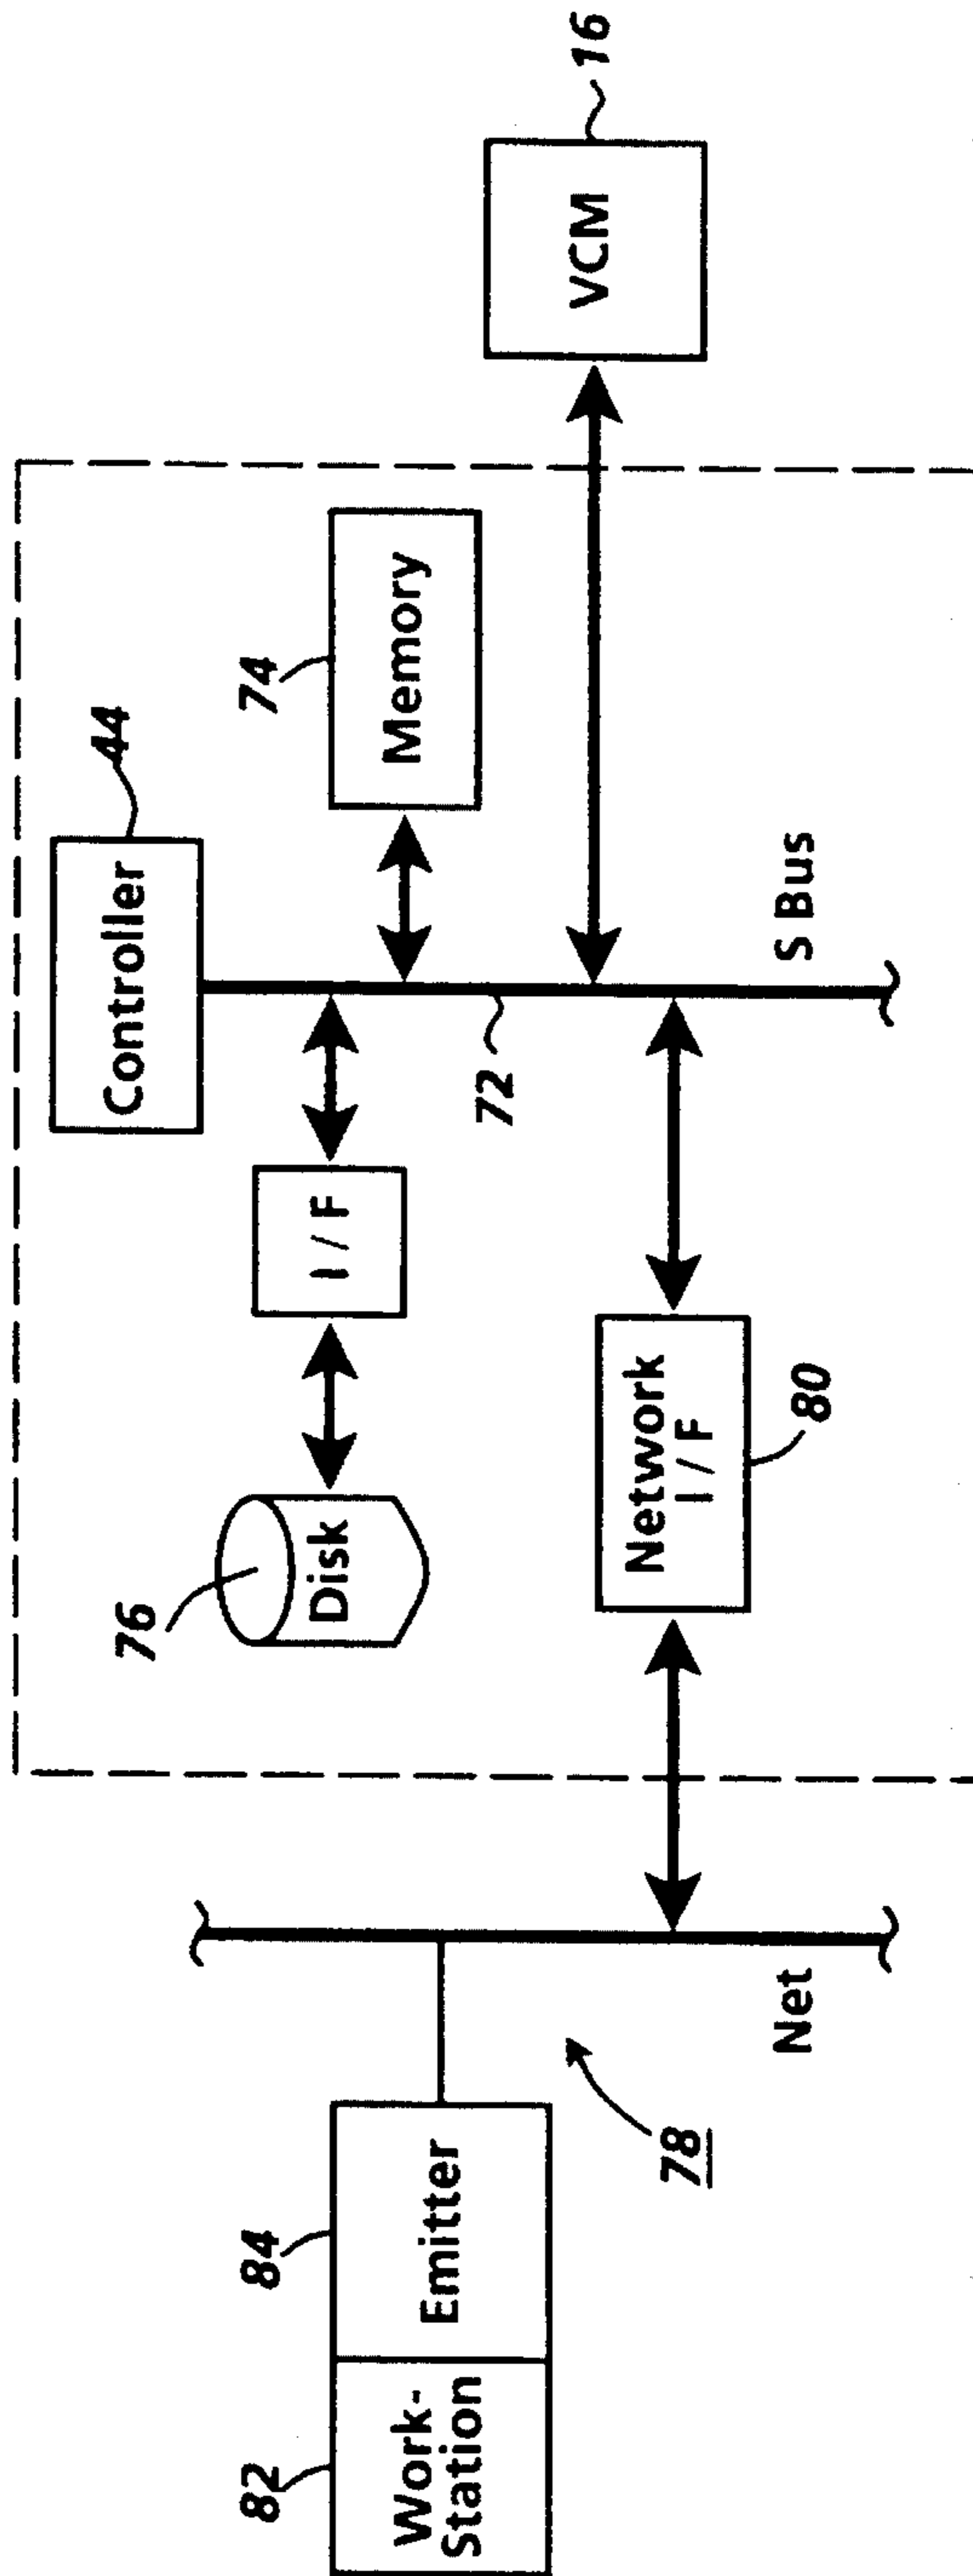 44
Controller
74
Memory
16
VCM
I / F
76
Disk
72
S Bus
Network
I / F
80
82
84
Work-
Station
Emitter
78
Net